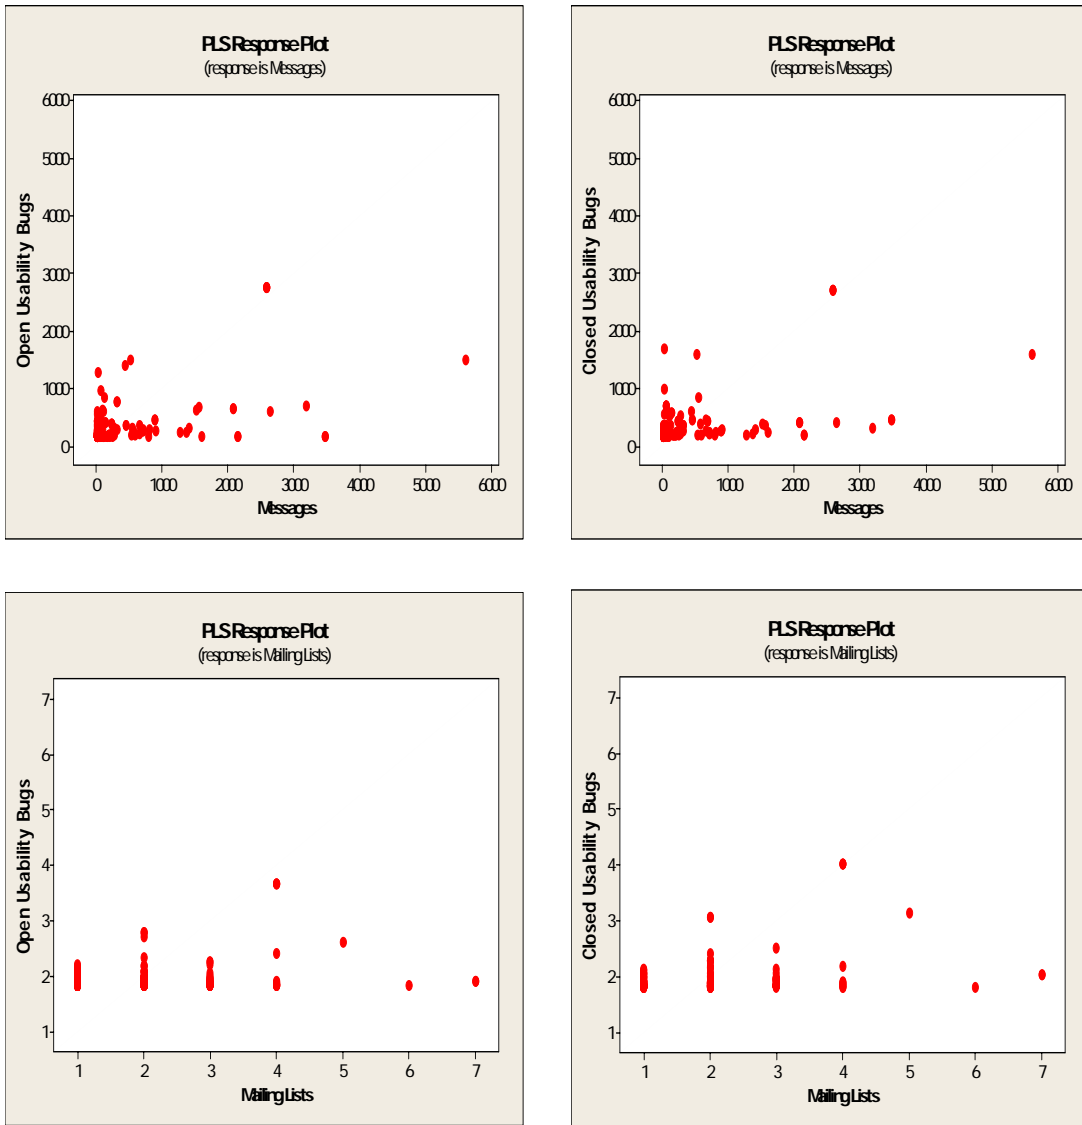 PLS Response Plot
(response is Messages)
6000
5000
4000
3000
2000
1000
0
Open Usability Bugs
0 1000 2000 3000 4000 5000 6000
Messages
PLS Response Plot
(response is Messages)
6000
5000
4000
3000
2000
1000
0
Closed Usability Bugs
0 1000 2000 3000 4000 5000 6000
Messages
PLS Response Plot
(response is Mailing Lists)
7
6
5
4
3
2
1
Open Usability Bugs
1 2 3 4 5 6 7
Mailing Lists
PLS Response Plot
(response is Mailing Lists)
7
6
5
4
3
2
1
Closed Usability Bugs
1 2 3 4 5 6 7
Mailing Lists